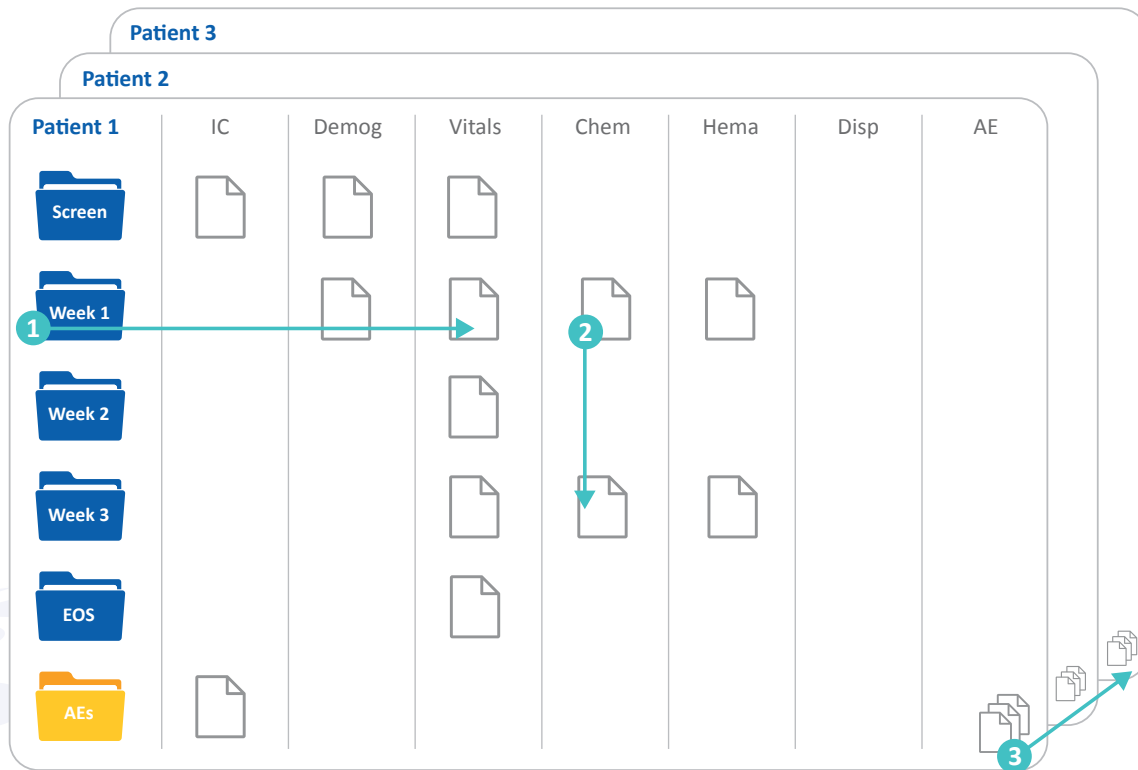 Patient 3
Patient 2
Patient 1 IC Demog Vitals Chem Hema Disp AE
Screen
Week 1
1 2
Week 2
Week 3
EOS
AEs
3